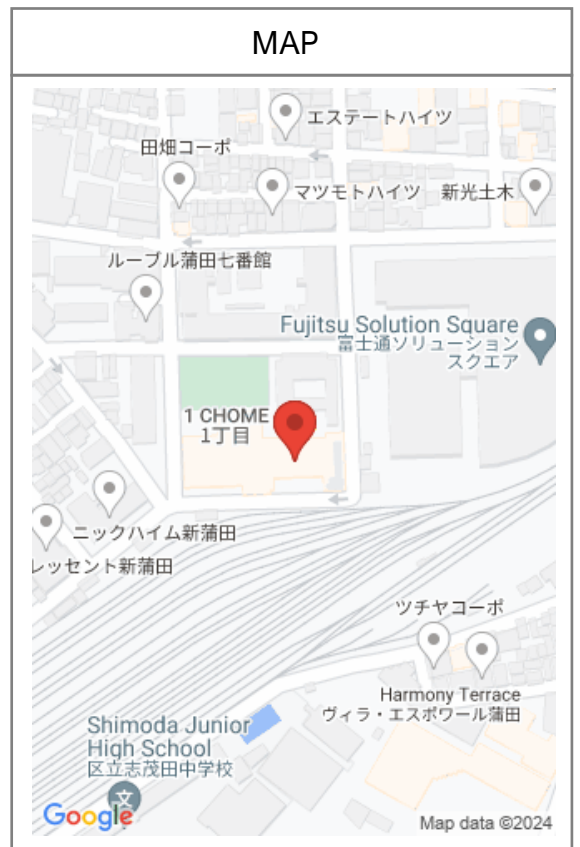 MAP
エステートハイツ
田畑コーポ
マツモトハイツ
新光土木
ルーブル蒲田七番館
Fujitsu Solution Square
富士通ソリューション
スクエア
1 CHOME
1丁目
ニックハイム新蒲田
レッセント新蒲田
ツチヤコーポ
Harmony Terrace
ヴィラ・エスポワール蒲田
Shimoda Junior
High School
区立志茂田中学校
文
Google
Map data ©2024